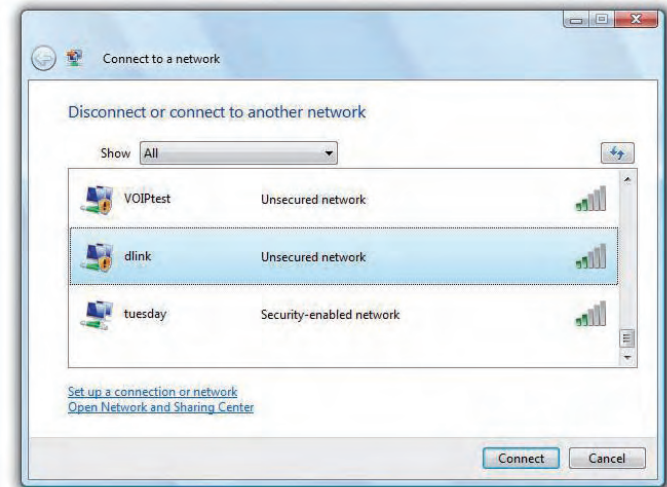 Connect to a network
Disconnect or connect to another network
Show All
VOIPtest Unsecured network
dlink Unsecured network
tuesday Security-enabled network
Set up a connection or network
Open Network and Sharing Center
Connect Cancel